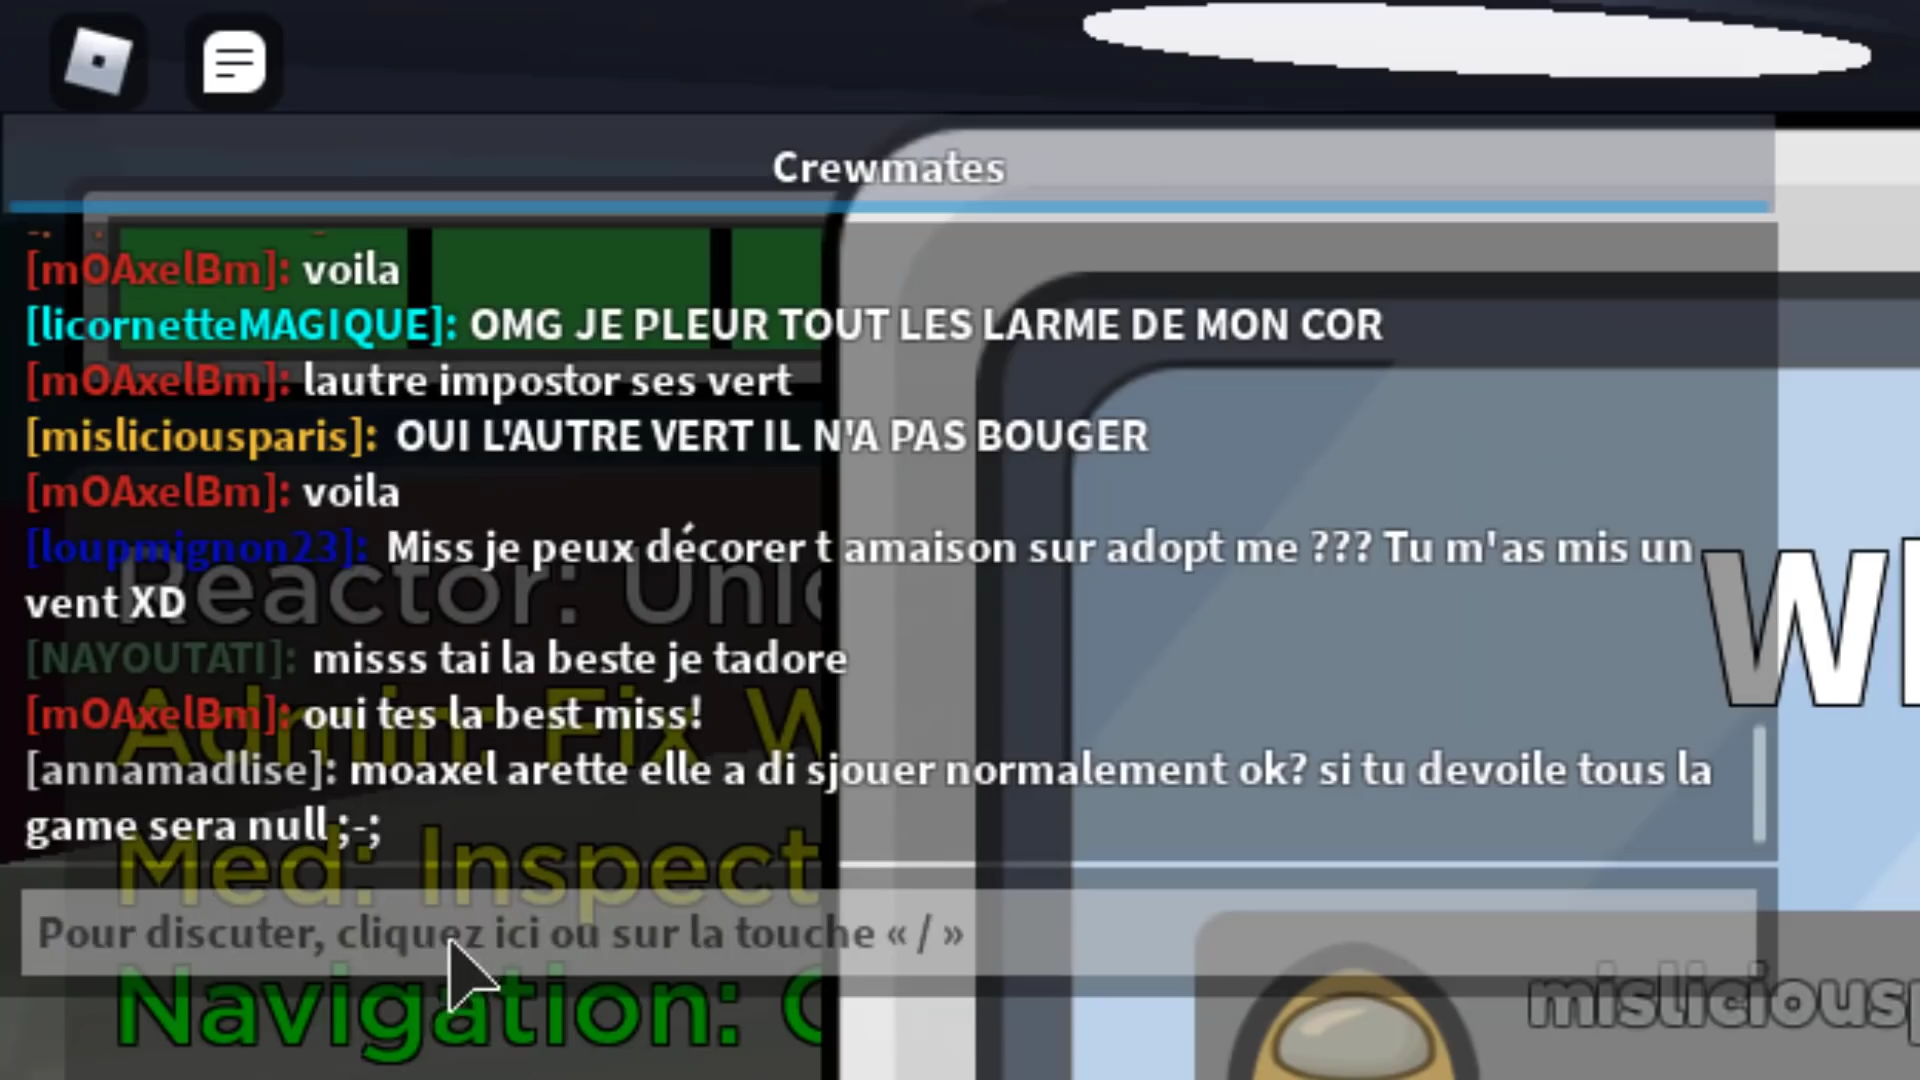 Crewmates
[mOAxelBm]: voila
[licornetteMAGIQUE]: OMG JE PLEUR TOUT LES LARME DE MON COR
[mOAxelBm]: lautre impostor ses vert
[misliciousparis]: OUI L'AUTRE VERT IL N'A PAS BOUGER
[mOAxelBm]: voila
[loupmignon23]: Miss je peux décorer t amaison sur adopt me ??? Tu m'as mis un
vent XD
Reactor:
[NAYOUTATI]: misss tai la beste je tadore
[mOAxelBm]: oui tes la best miss!
Admin: Fix
[annamadlise]: moaxel arette elle a di sjouer normalement ok? si tu devoile tous la
game sera null ;-;
Med: Inspect
Pour discuter, cliquez ici ou sur la touche « / »
Navigation: